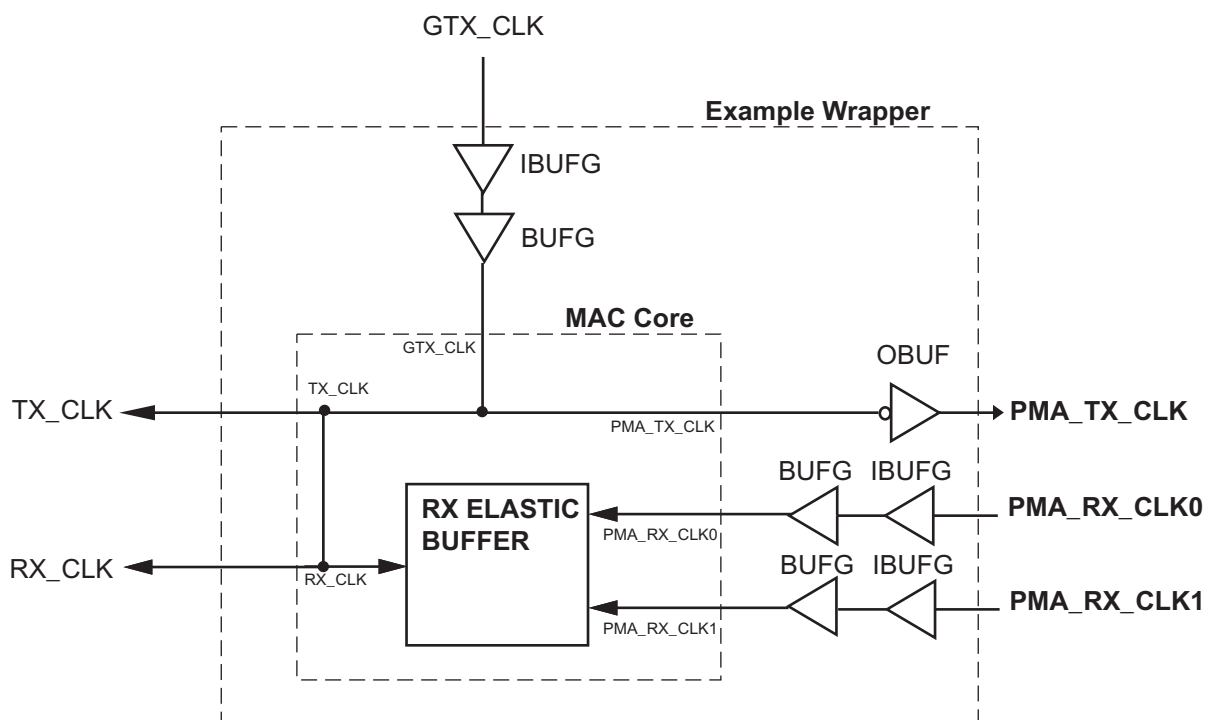 GTX_CLK
Example Wrapper
IBUFG
BUFG
MAC Core
GTX_CLK
OBUF
TX_CLK
TX_CLK
PMA_TX_CLK
PMA_TX_CLK
BUFG IBUFG
RX ELASTIC
BUFFER
PMA_RX_CLK0
PMA_RX_CLK0
BUFG IBUFG
RX_CLK
RX_CLK
PMA_RX_CLK1
PMA_RX_CLK1